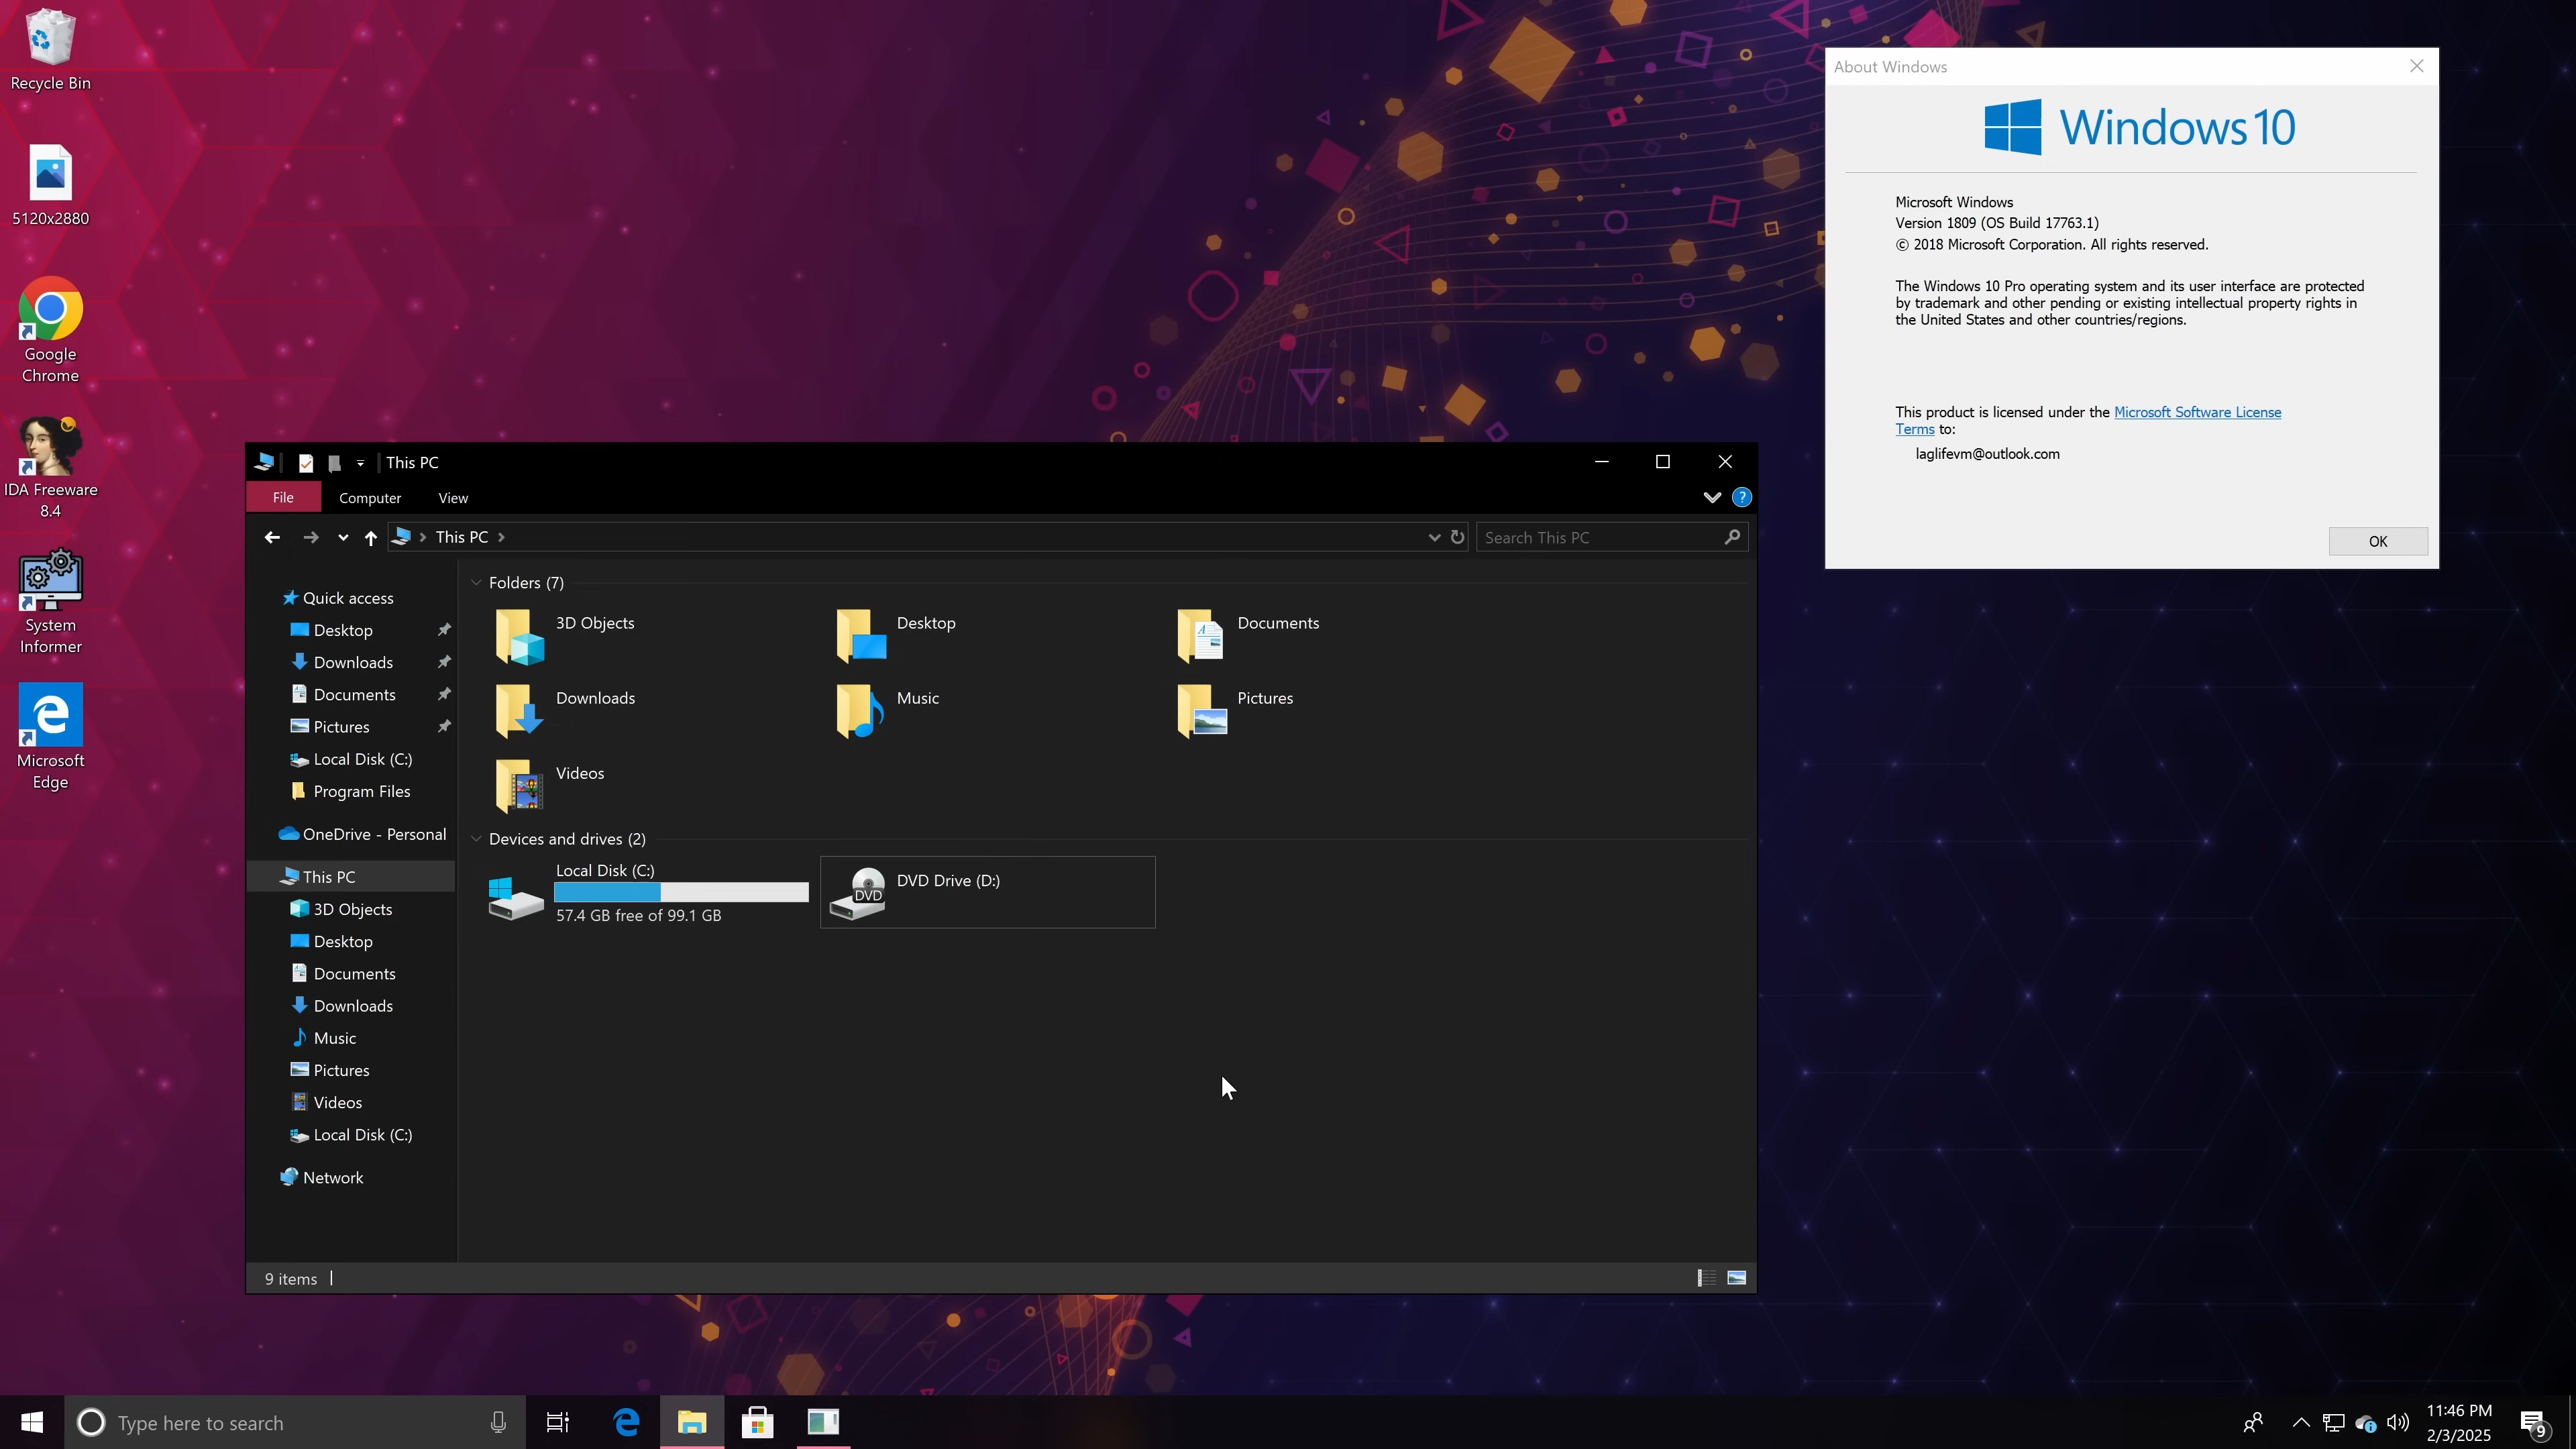 Recycle Bin
5120x2880
Google
Chrome
IDA Freeware
8.4
System
Informer
Microsoft
Edge
About Windows
Windows 10
Microsoft Windows
Version 1809 (OS Build 17763.1)
© 2018 Microsoft Corporation. All rights reserved.
The Windows 10 Pro operating system and its user interface are protected
by trademark and other pending or existing intellectual property rights in
the United States and other countries/regions.
This product is licensed under the Microsoft Software License
Terms to:
laglifevm@outlook.com
OK
This PC
File Computer View ?
This PC
Search This PC
Quick access
Desktop
Downloads
Documents
Pictures
Local Disk (C:)
Program Files
OneDrive - Personal
This PC
3D Objects
Desktop
Documents
Downloads
Music
Pictures
Videos
Local Disk (C:)
Network
Folders (7)
3D Objects
Desktop
Documents
Downloads
Music
Pictures
Videos
Devices and drives (2)
Local Disk (C:)
57.4 GB free of 99.1 GB
DVD
DVD Drive (D:)
9 items
Type here to search
11:46 PM
2/3/2025
9